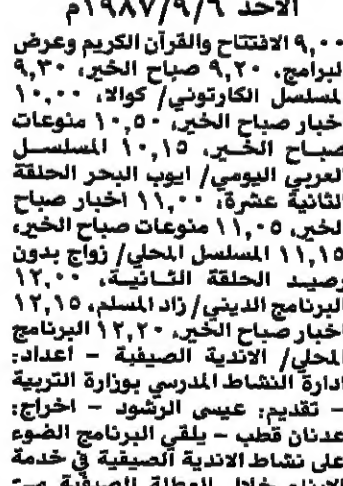 الاحد ١٩٨٧/٩/٦م
٩,٠٠ الافتتاح والقرآن الكريم وعرض
لبرامج، ٩,٢٠ صباح الخير، ٩,٣٠
لمسلسل الكارتوني/ كوالا، ١٠,٠٠
خبار صباح الخير، ١٠,٥٠ منوعات
صباح الخير، ١٠,١٥ المسلسل
العربي اليومي/ ايوب البحر الحلقة
الثانية عشرة، ١١,٠٠ اخبار صباح
لخير، ١١,٠٥ منوعات صباح الخير،
١١,١٥ المسلسل المحلي/ زواج بدون
رصيد الحلقة الثانية، ١٢,٠٠
البرنامج الديني/ زاد المسلم، ١٢,١٥
اخبار صباح الخير، ١٢,٢٠ البرنامج
المحلي/ الاندية الصيفية - اعداد:
ادارة النشاط المدرسي بوزارة التربية
- تقديم: عيسى الرشود - اخراج:
عدنان قطب - يلقي البرنامج الضوء
على نشاط الاندية الصيفية في خدمة
خلال العطلة الصيفية